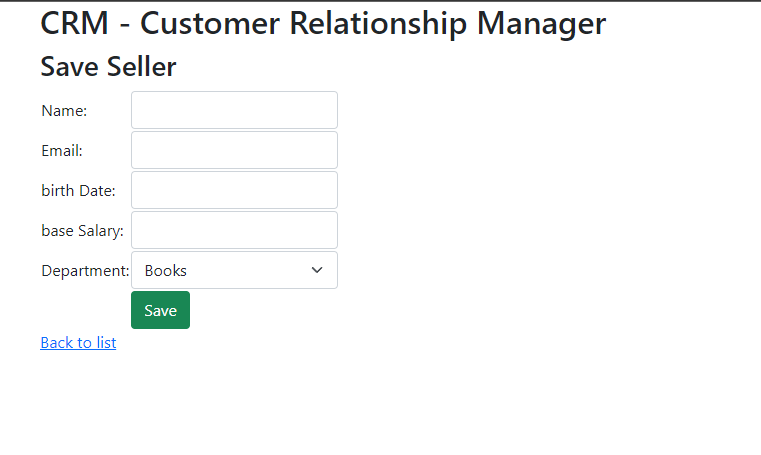 CRM - Customer Relationship Manager
Save Seller
Name:
Email:
birth Date:
base Salary:
Department: Books
Save
Back to list